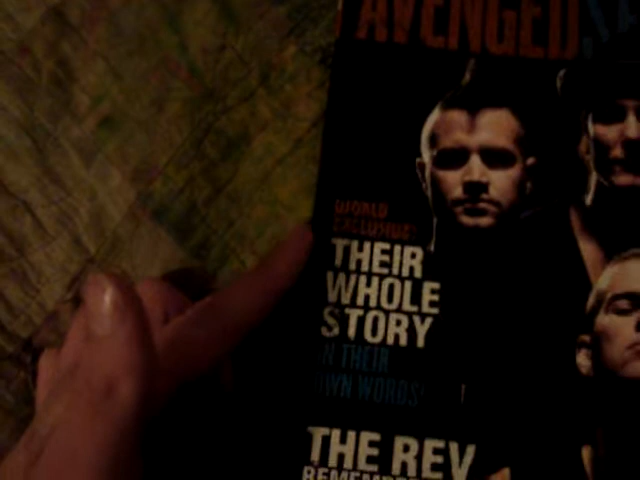 AVENGED
WORLD
EXCLUSIVE!
THEIR
WHOLE
STORY
IN THEIR
OWN WORDS
THE REV